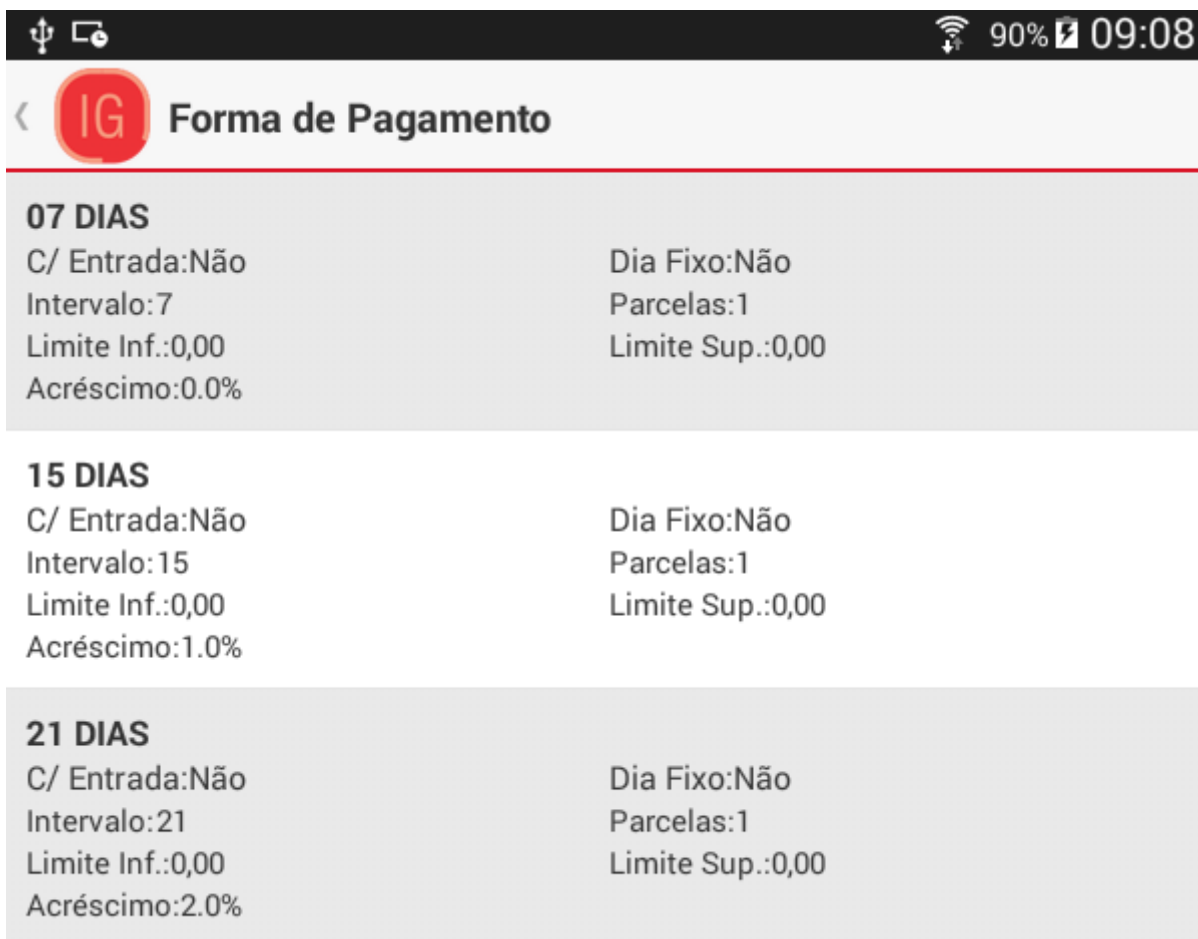 90% 09:08
IG Forma de Pagamento
07 DIAS
C/ Entrada:Não Dia Fixo:Não
Intervalo:7 Parcelas:1
Limite Inf.:0,00 Limite Sup.:0,00
Acréscimo:0.0%
15 DIAS
C/ Entrada:Não Dia Fixo:Não
Intervalo:15 Parcelas:1
Limite Inf.:0,00 Limite Sup.:0,00
Acréscimo:1.0%
21 DIAS
C/ Entrada:Não Dia Fixo:Não
Intervalo:21 Parcelas:1
Limite Inf.:0,00 Limite Sup.:0,00
Acréscimo:2.0%